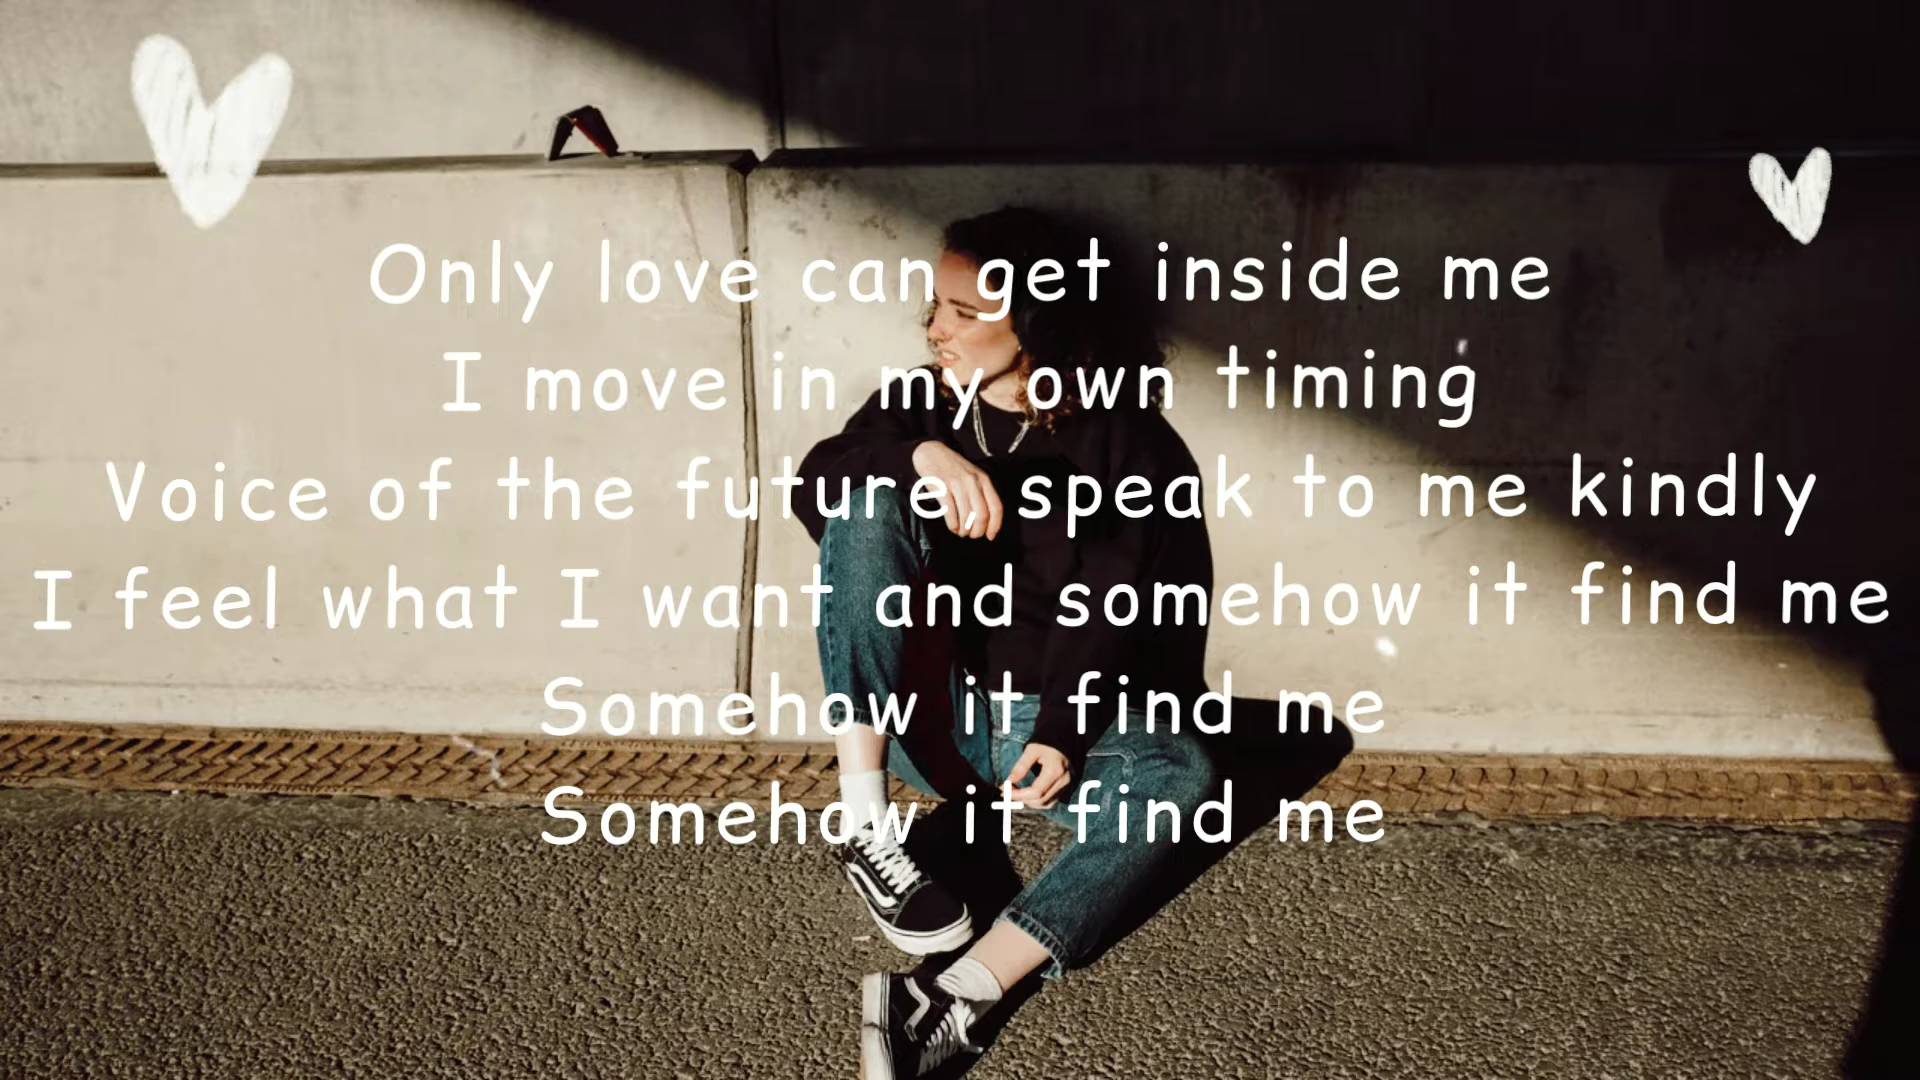 Only love can get inside me
I move in my own timing
Voice of the future, speak to me kindly
I feel what I want and somehow it find me
Somehow it find me
Somehow it find me